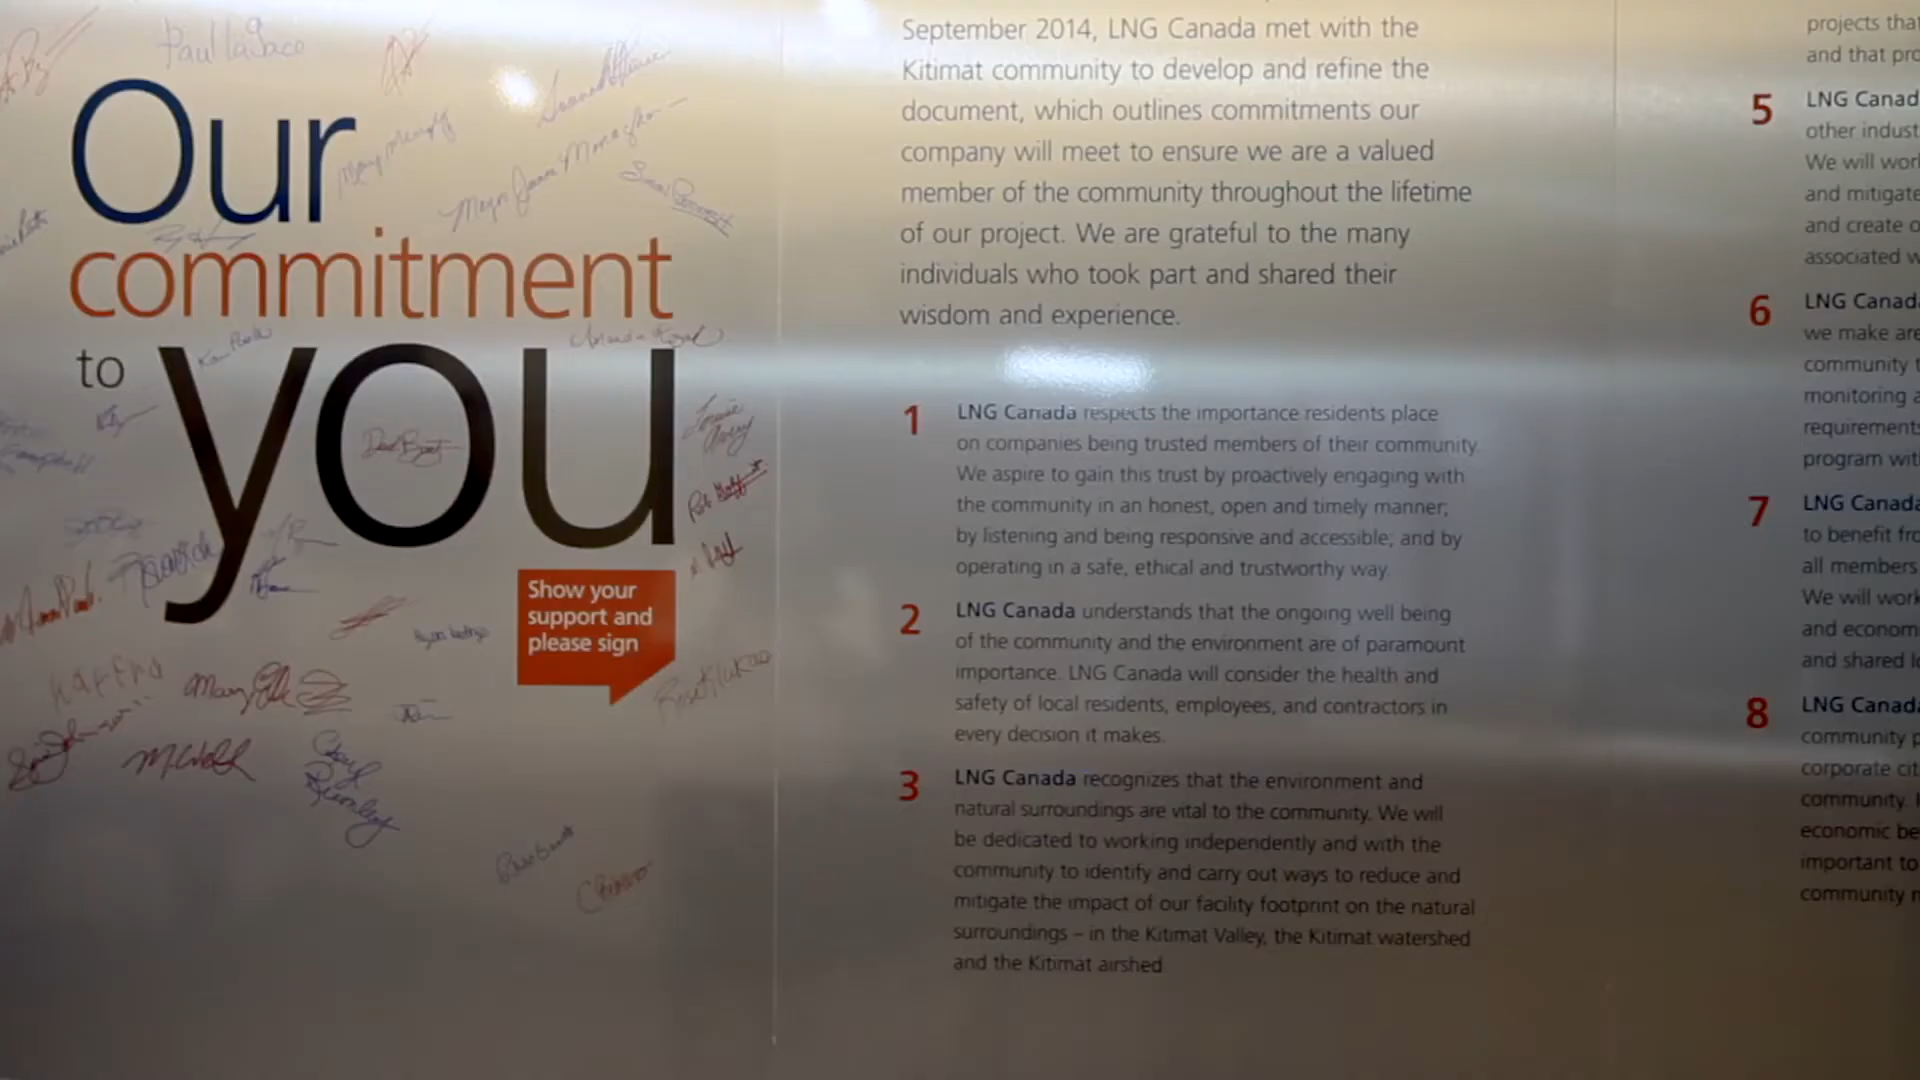 Paul LaGace
Our
commitment
to you
Show your
support and
please sign
September 2014, LNG Canada met with the
Kitimat community to develop and refine the
document, which outlines commitments our
company will meet to ensure we are a valued
member of the community throughout the lifetime
of our project. We are grateful to the many
individuals who took part and shared their
wisdom and experience.
1 LNG Canada respects the importance residents place
on companies being trusted members of their community.
We aspire to gain this trust by proactively engaging with
the community in an honest, open and timely manner;
by listening and being responsive and accessible; and by
operating in a safe, ethical and trustworthy way.
2 LNG Canada understands that the ongoing well being
of the community and the environment are of paramount
importance. LNG Canada will consider the health and
safety of local residents, employees, and contractors in
every decision it makes.
3 LNG Canada recognizes that the environment and
natural surroundings are vital to the community. We will
be dedicated to working independently and with the
community to identify and carry out ways to reduce and
mitigate the impact of our facility footprint on the natural
surroundings – in the Kitimat Valley, the Kitimat watershed
and the Kitimat airshed
projects tha
and that pro
5 LNG Canad
other indust
We will wor
and mitigate
and create o
associated w
6 LNG Canada
we make are
community t
monitoring a
requirements
program wit
7 LNG Canada
to benefit fro
all members
We will work
and econom
and shared lo
8 LNG Canada
community p
corporate cit
community. I
economic be
important to
community m